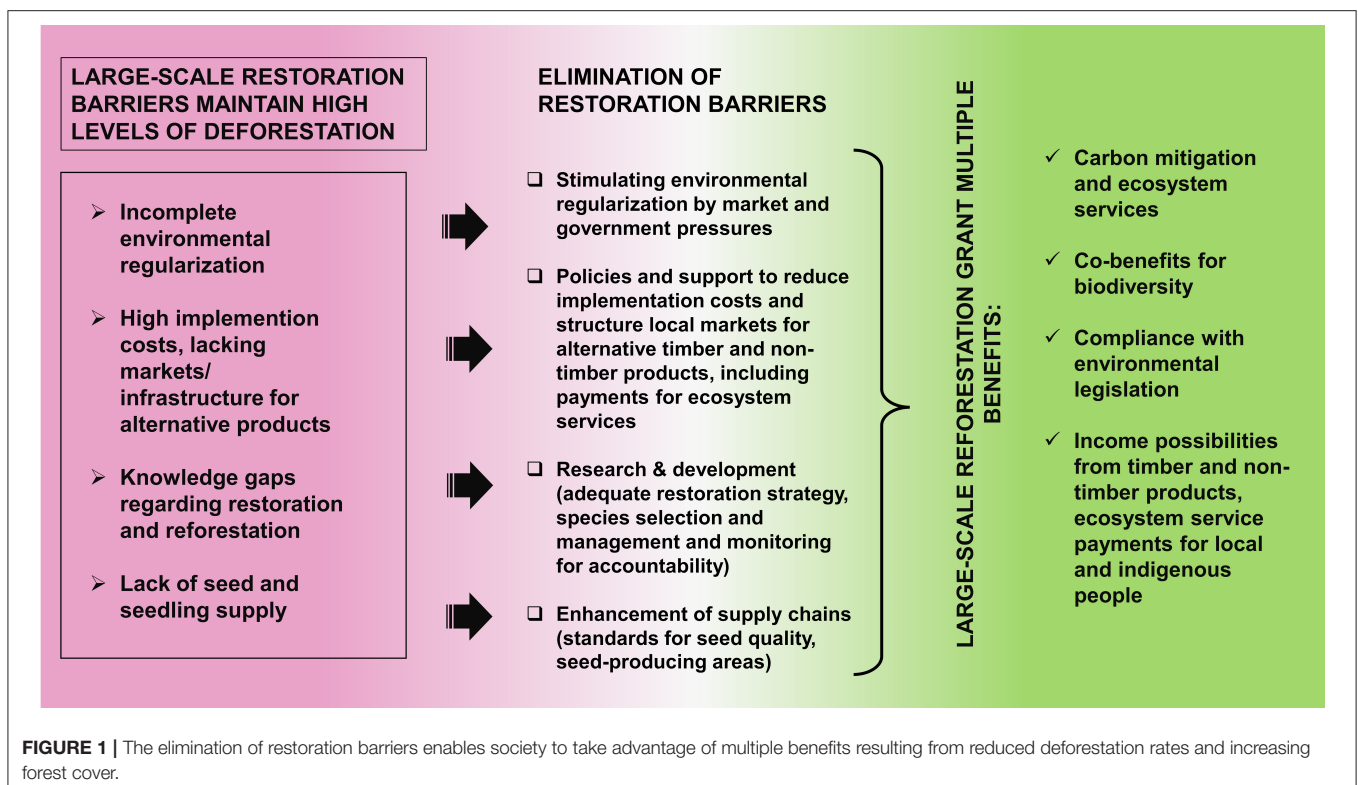 LARGE-SCALE RESTORATION
BARRIERS MAINTAIN HIGH
LEVELS OF DEFORESTATION
➢ Incomplete
environmental
regularization
➢ High implemention
costs, lacking
markets/
infrastructure for
alternative products
➢ Knowledge gaps
regarding restoration
and reforestation
➢ Lack of seed and
seedling supply
ELIMINATION OF
RESTORATION BARRIERS
❑ Stimulating environmental
regularization by market and
government pressures
❑ Policies and support to reduce
implementation costs and
structure local markets for
alternative timber and non-
timber products, including
payments for ecosystem
services
❑ Research & development
(adequate restoration strategy,
species selection and
management and monitoring
for accountability)
❑ Enhancement of supply chains
(standards for seed quality,
seed-producing areas)
LARGE-SCALE REFORESTATION GRANT MULTIPLE
BENEFITS:
✓ Carbon mitigation
and ecosystem
services
✓ Co-benefits for
biodiversity
✓ Compliance with
environmental
legislation
✓ Income possibilities
from timber and non-
timber products,
ecosystem service
payments for local
and indigenous
people
FIGURE 1 | The elimination of restoration barriers enables society to take advantage of multiple benefits resulting from reduced deforestation rates and increasing
forest cover.